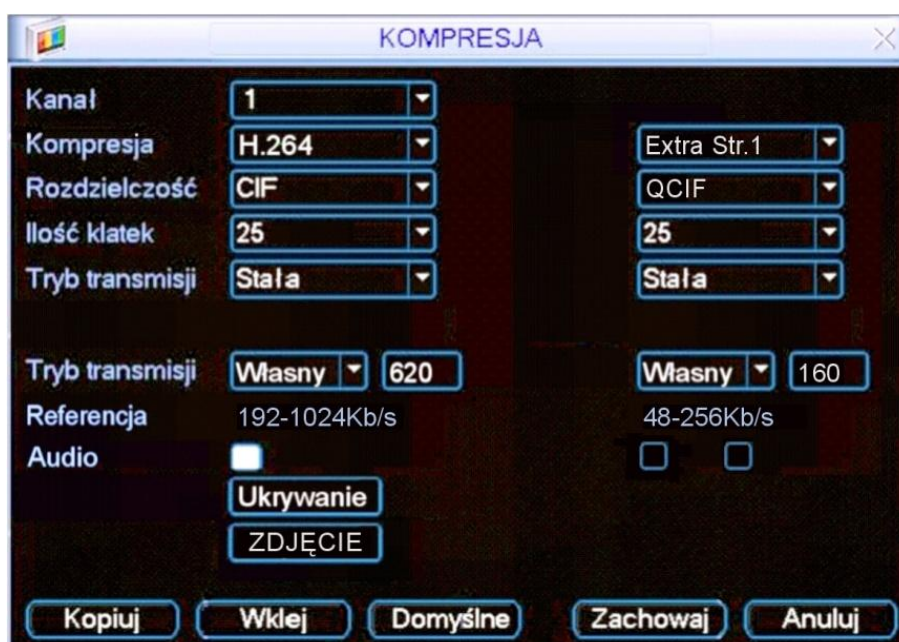 KOMPRESJA
Kanał 1
Kompresja H.264 Extra Str.1
Rozdzielczość CIF QCIF
Ilość klatek 25 25
Tryb transmisji Stała Stała
Tryb transmisji Własny 620 Własny 160
Referencja 192-1024Kb/s 48-256Kb/s
Audio
Ukrywanie
ZDJĘCIE
Kopiuj Wklej Domyślne Zachowaj Anuluj